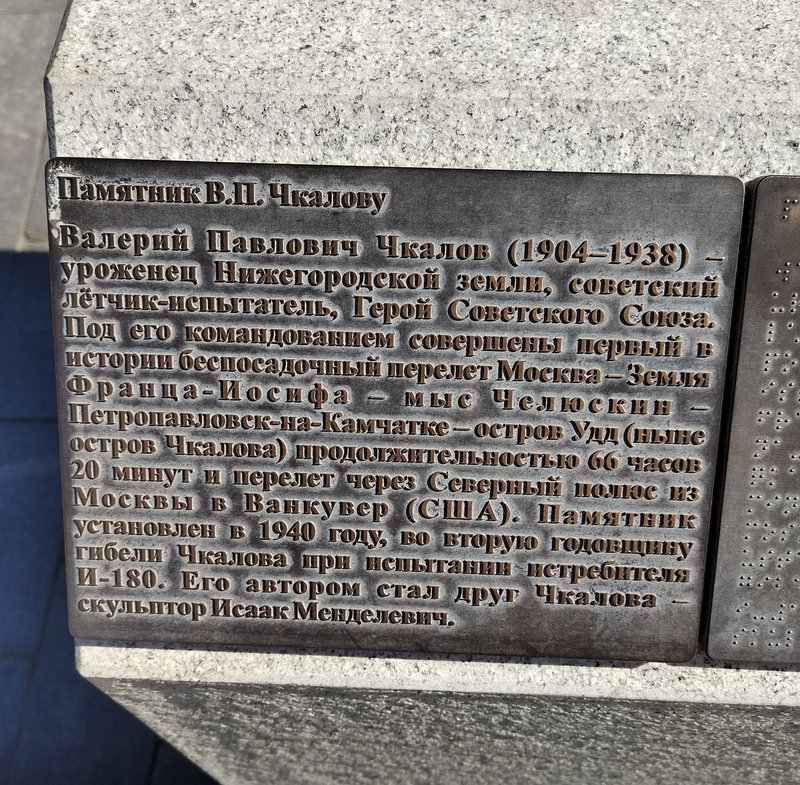 Памятник В.П. Чкалову
Валерий Павлович Чкалов (1904–1938) –
уроженец Нижегородской земли, советский
лётчик-испытатель, Герой Советского Союза.
Под его командованием совершены первый в
истории беспосадочный перелет Москва – Земля
Франца-Иосифа – мыс Челюскин –
Петропавловск-на-Камчатке – остров Удд (ныне
остров Чкалова) продолжительностью 66 часов
20 минут и перелет через Северный полюс из
Москвы в Ванкувер (США). Памятник
установлен в 1940 году, во вторую годовщину
гибели Чкалова при испытании истребителя
И-180. Его автором стал друг Чкалова –
скульптор Исаак Менделевич.